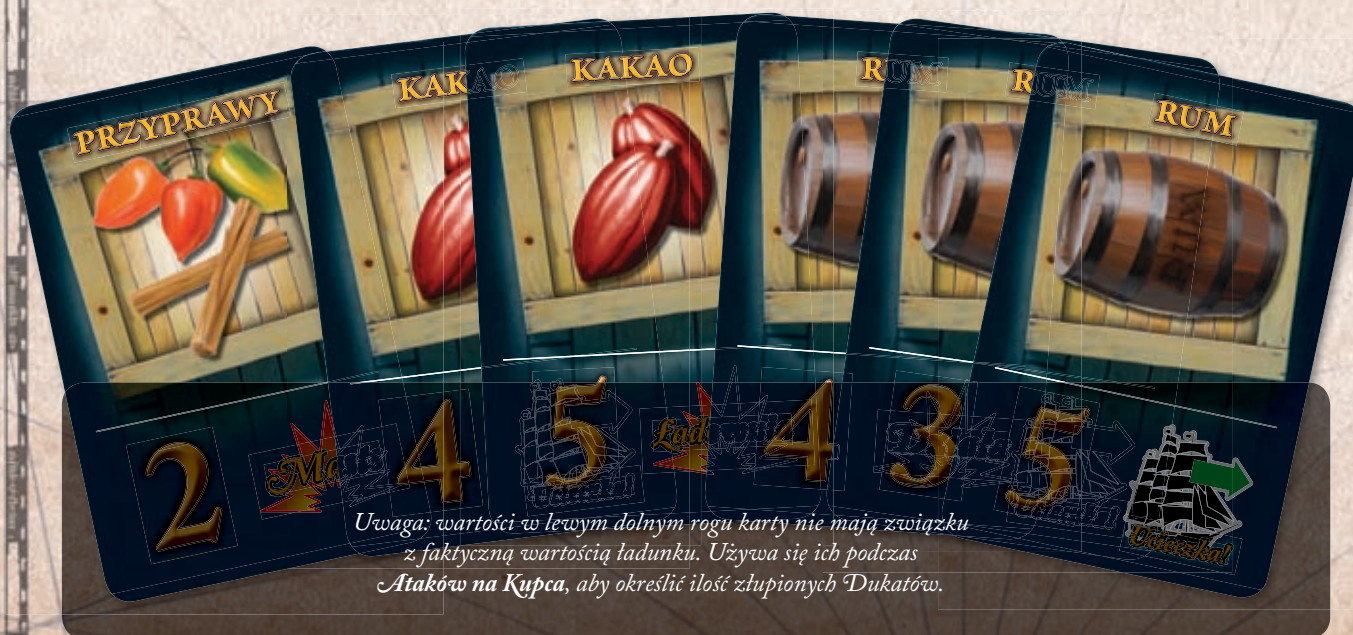 PRZYPRAWY
KAKAO
KAKAO
RUM
RUM
RUM
RUM
2
4
5
4
3
5
Ucieczka!
Uwaga: wartości w lewym dolnym rogu karty nie mają związku
z faktyczną wartością ładunku. Używa się ich podczas
Ataków na Kupca, aby określić ilość złupionych Dukatów.